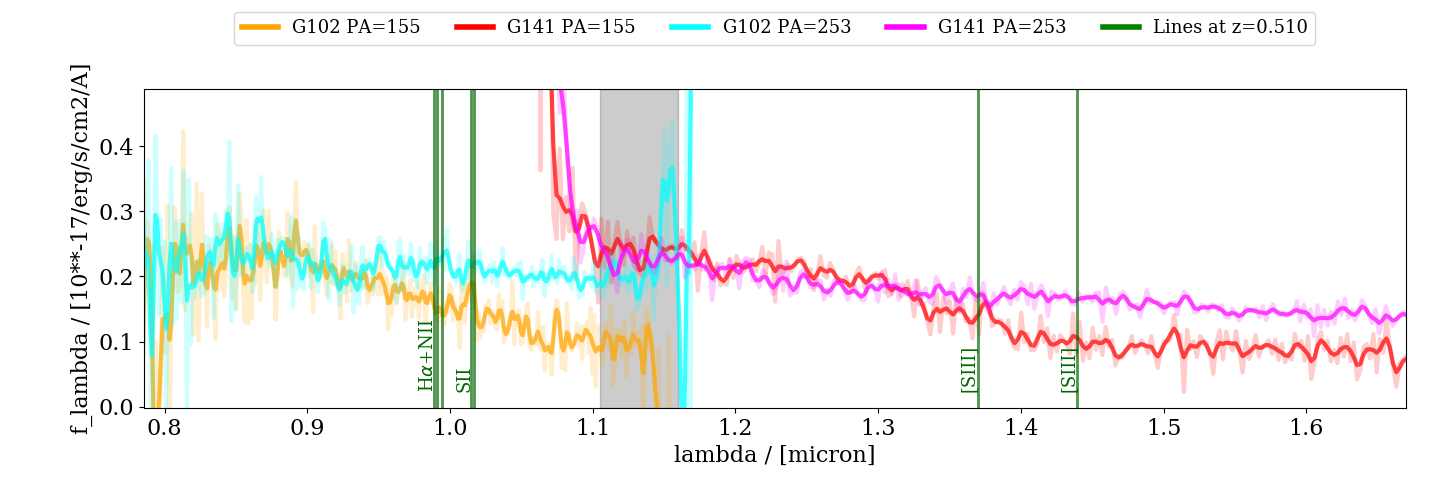 G102 PA=155 G141 PA=155 G102 PA=253 G141 PA=253 Lines at z=0.510
f_lambda / [10**-17/erg/s/cm2/A]
0.4
0.3
0.2
0.1
0.0
Hα+NII
SII
[SIII]
[SIII]
0.8 0.9 1.0 1.1 1.2 1.3 1.4 1.5 1.6
lambda / [micron]